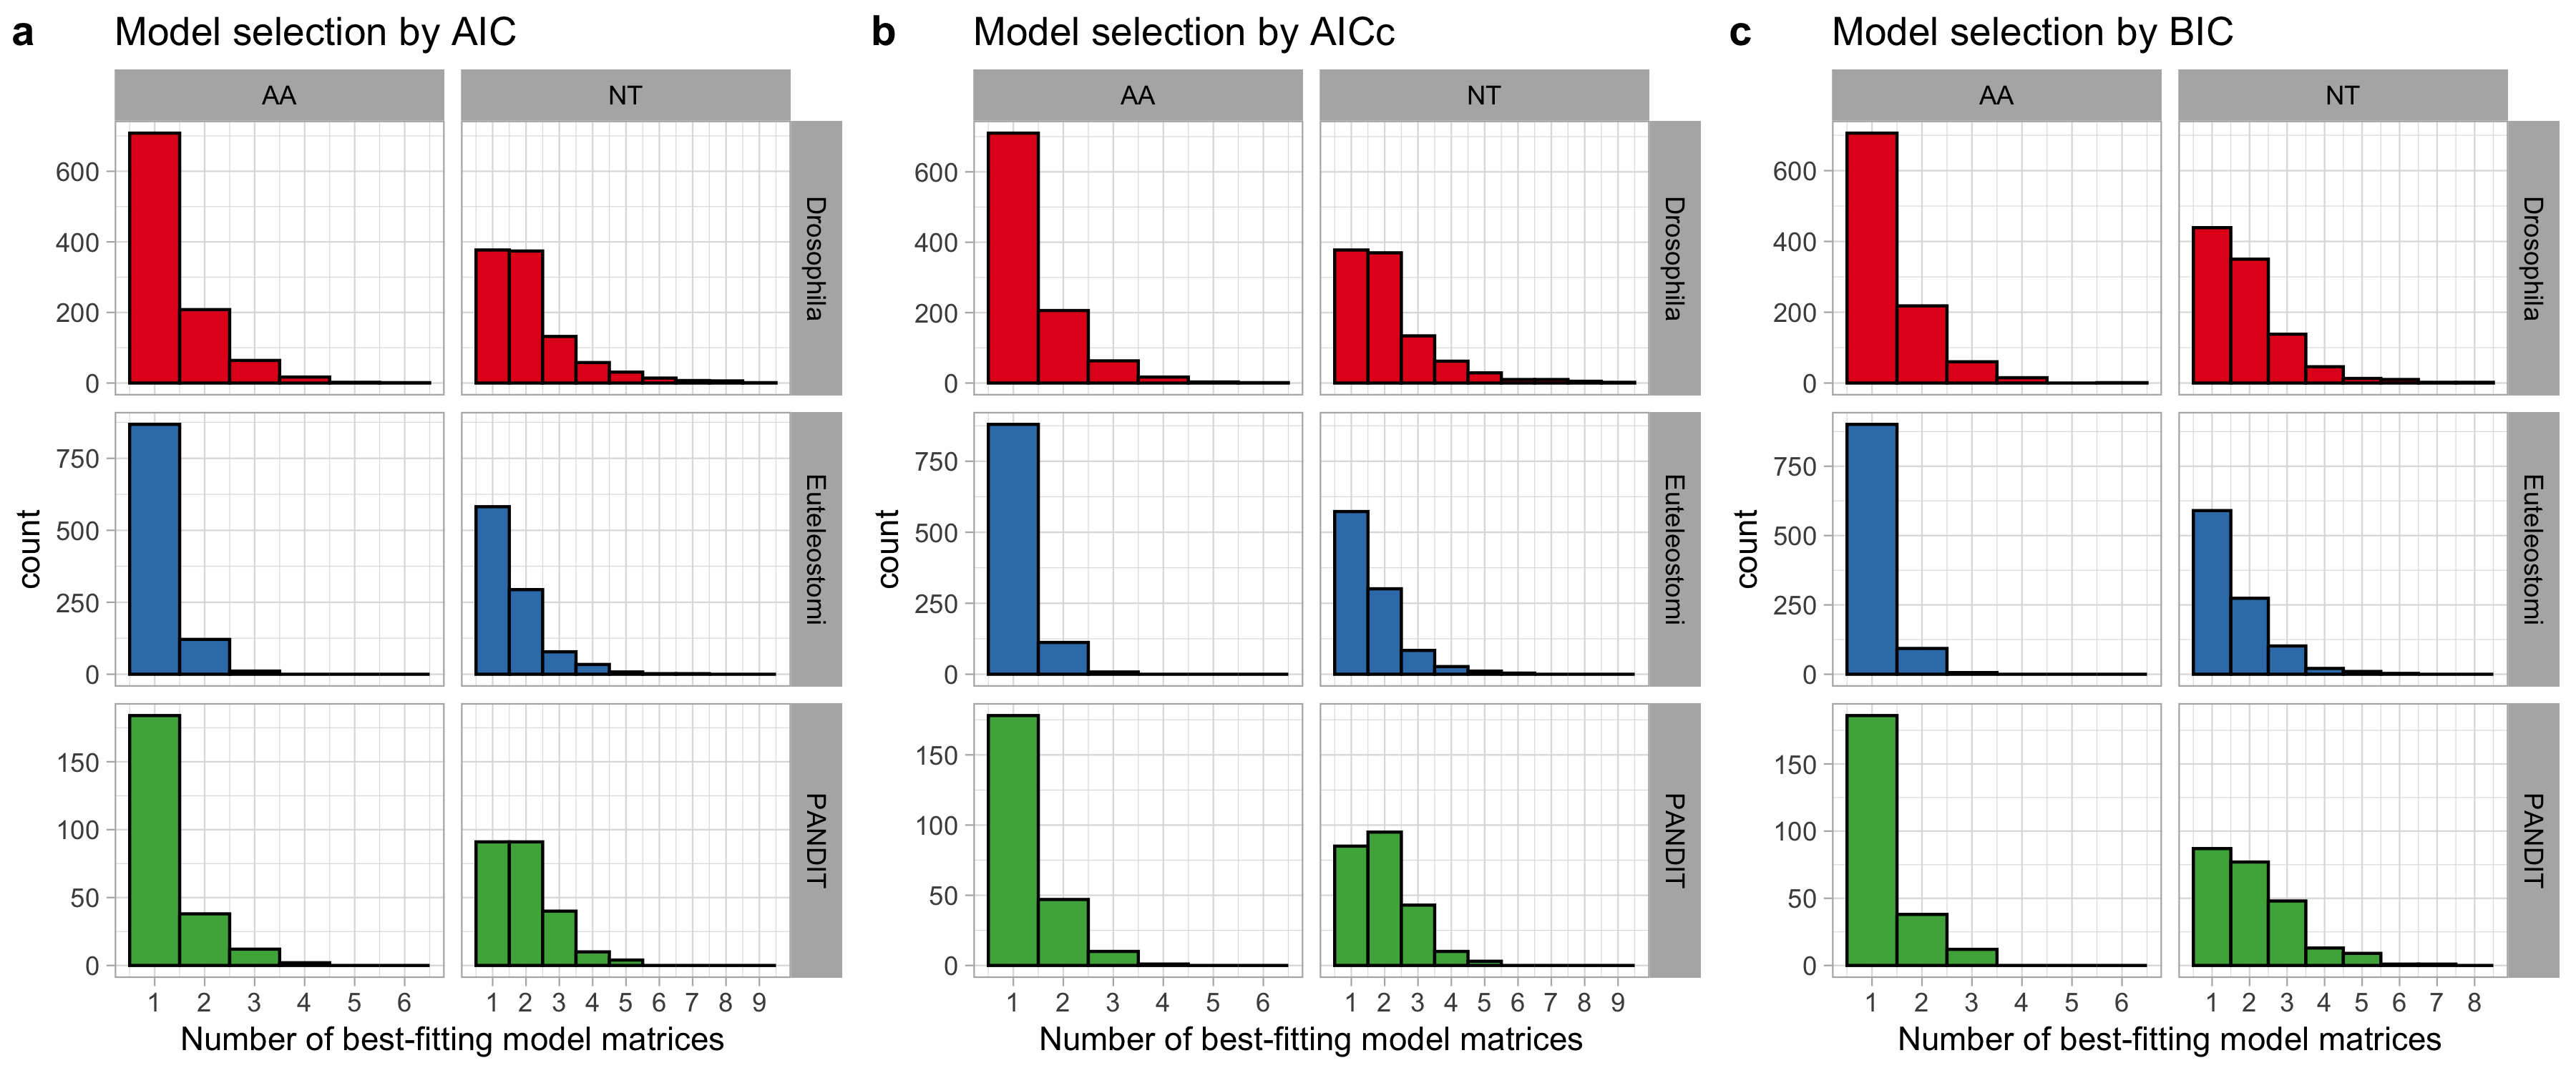 a Model selection by AIC
AA NT
600
400
200
0
Drosophila
750
500
250
0
Euteleostomi
150
100
50
0
PANDIT
count
1 2 3 4 5 6 1 2 3 4 5 6 7 8 9
Number of best-fitting model matrices
b Model selection by AICc
AA NT
600
400
200
0
Drosophila
750
500
250
0
Euteleostomi
150
100
50
0
PANDIT
count
1 2 3 4 5 6 1 2 3 4 5 6 7 8 9
Number of best-fitting model matrices
c Model selection by BIC
AA NT
600
400
200
0
Drosophila
750
500
250
0
Euteleostomi
150
100
50
0
PANDIT
count
1 2 3 4 5 6 1 2 3 4 5 6 7 8
Number of best-fitting model matrices